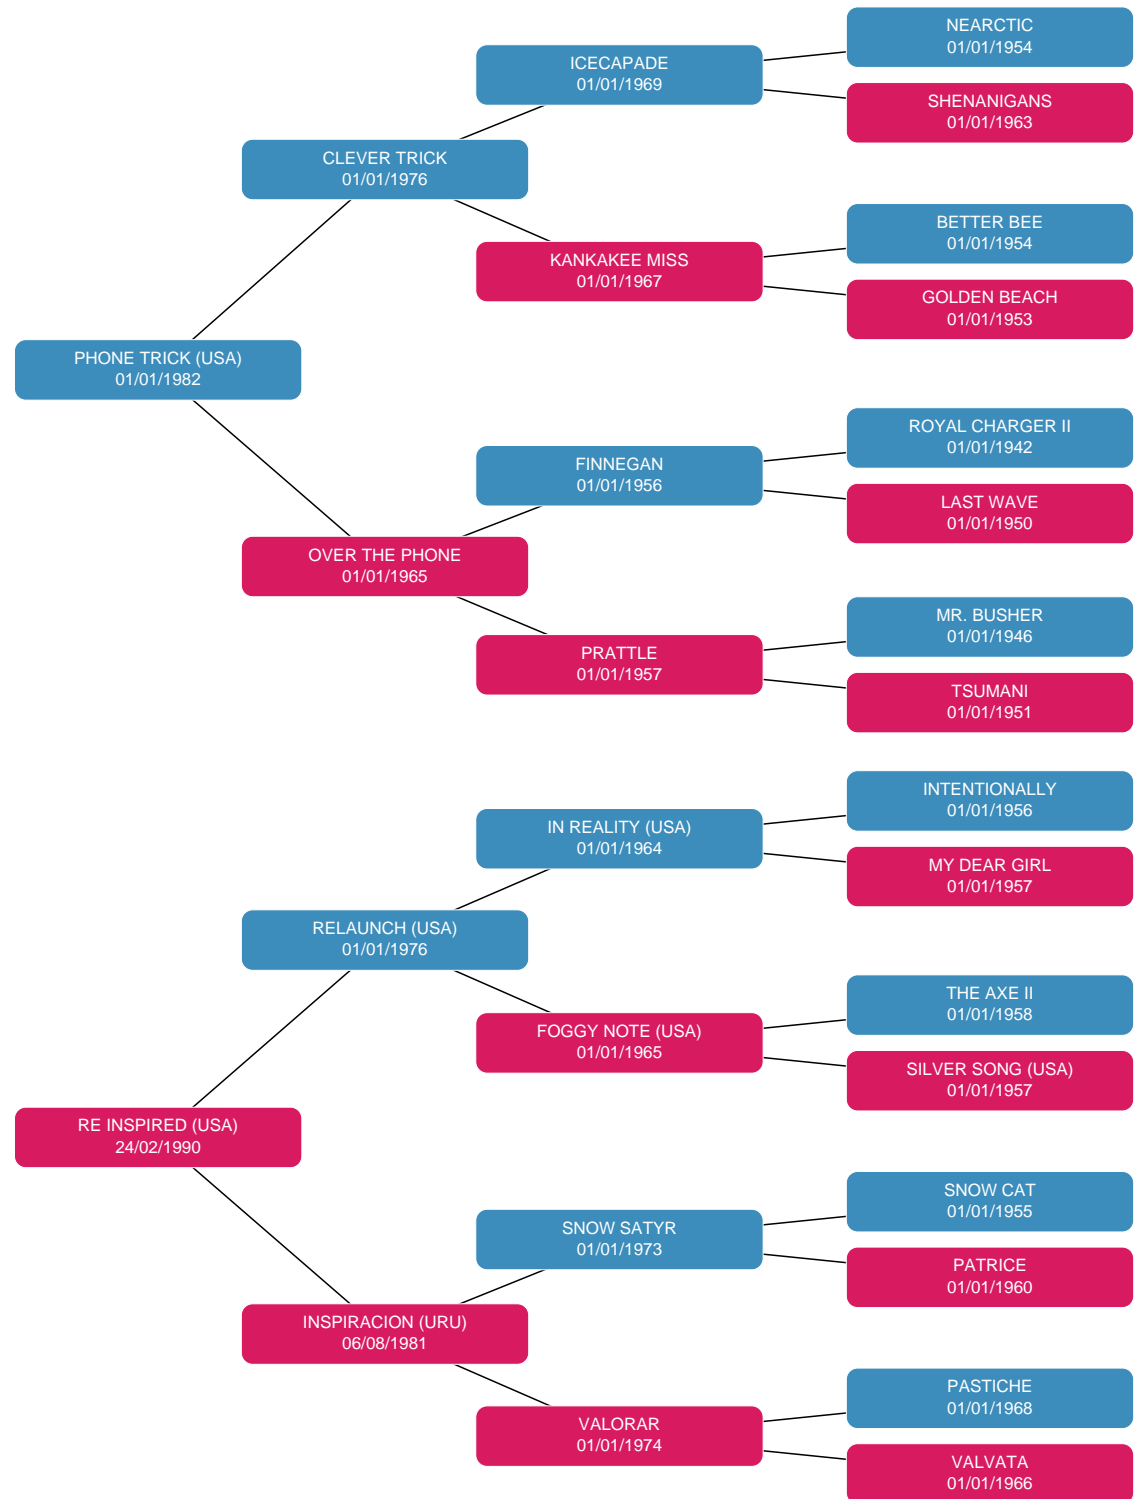 NEARCTIC
01/01/1954
ICECAPADE
01/01/1969
SHENANIGANS
01/01/1963
CLEVER TRICK
01/01/1976
BETTER BEE
01/01/1954
KANKAKEE MISS
01/01/1967
GOLDEN BEACH
01/01/1953
PHONE TRICK (USA)
01/01/1982
ROYAL CHARGER II
01/01/1942
FINNEGAN
01/01/1956
LAST WAVE
01/01/1950
OVER THE PHONE
01/01/1965
MR. BUSHER
01/01/1946
PRATTLE
01/01/1957
TSUMANI
01/01/1951
INTENTIONALLY
01/01/1956
IN REALITY (USA)
01/01/1964
MY DEAR GIRL
01/01/1957
RELAUNCH (USA)
01/01/1976
THE AXE II
01/01/1958
FOGGY NOTE (USA)
01/01/1965
SILVER SONG (USA)
01/01/1957
RE INSPIRED (USA)
24/02/1990
SNOW CAT
01/01/1955
SNOW SATYR
01/01/1973
PATRICE
01/01/1960
INSPIRACION (URU)
06/08/1981
PASTICHE
01/01/1968
VALORAR
01/01/1974
VALVATA
01/01/1966